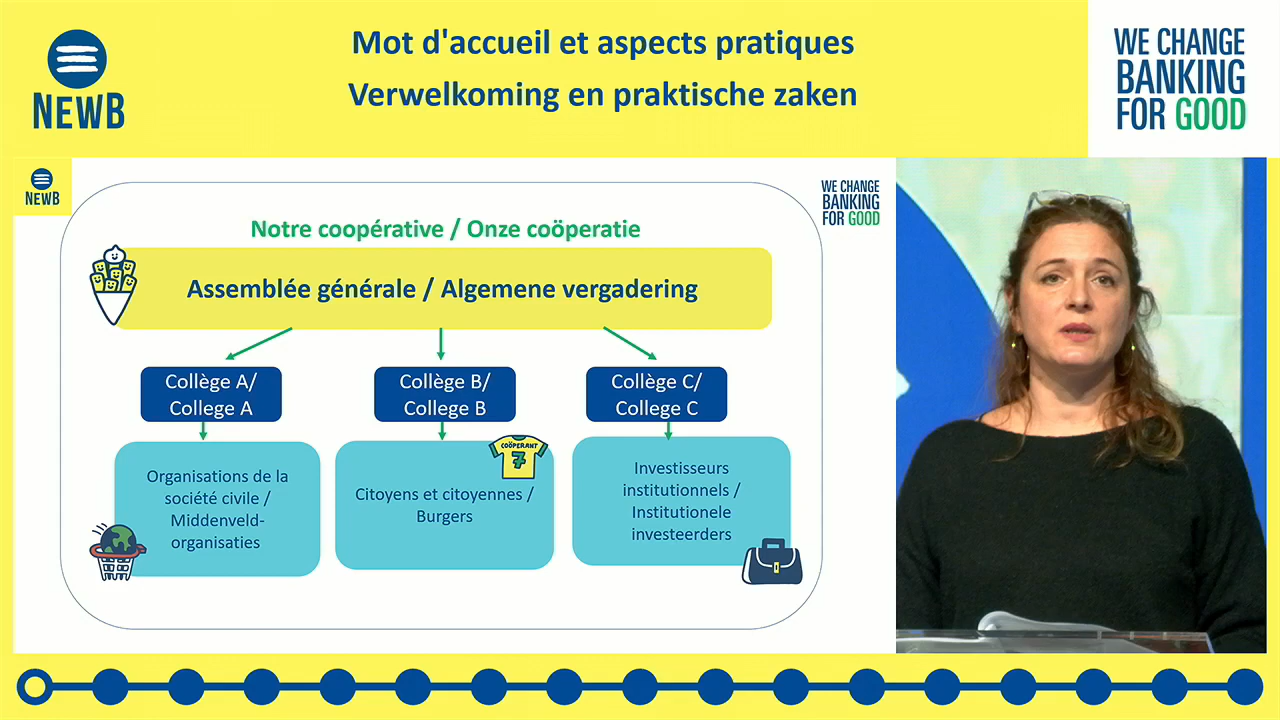 NEWB
Mot d'accueil et aspects pratiques
Verwelkoming en praktische zaken
WE CHANGE
BANKING
FOR GOOD
NEWB
WE CHANGE
BANKING
FOR GOOD
Notre coopérative / Onze coöperatie
Assemblée générale / Algemene vergadering
Collège A/
College A
Collège B/
College B
Collège C/
College C
Organisations de la
société civile /
Middenveld-
organisaties
COÖPERANT
7
Citoyens et citoyennes /
Burgers
Investisseurs
institutionnels /
Institutionele
investeerders